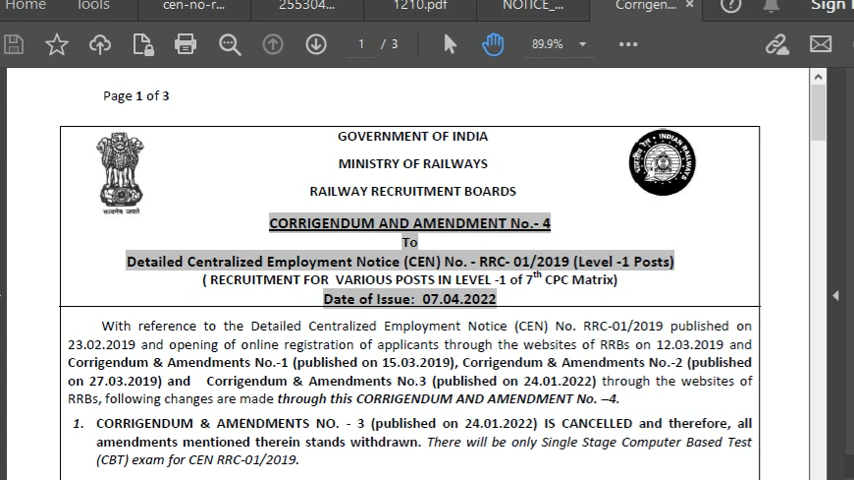 Home Tools cen-no-r... 255304... 1210.pdf NOTICE_... Corrigen... × Sign
1 / 3 89.9%
Page 1 of 3
GOVERNMENT OF INDIA
MINISTRY OF RAILWAYS
RAILWAY RECRUITMENT BOARDS
CORRIGENDUM AND AMENDMENT No.- 4
To
Detailed Centralized Employment Notice (CEN) No. - RRC- 01/2019 (Level -1 Posts)
( RECRUITMENT FOR VARIOUS POSTS IN LEVEL -1 of 7th CPC Matrix)
Date of Issue: 07.04.2022
सत्यमेव जयते
With reference to the Detailed Centralized Employment Notice (CEN) No. RRC-01/2019 published on
23.02.2019 and opening of online registration of applicants through the websites of RRBs on 12.03.2019 and
Corrigendum & Amendments No.-1 (published on 15.03.2019), Corrigendum & Amendments No.-2 (published
on 27.03.2019) and Corrigendum & Amendments No.3 (published on 24.01.2022) through the websites of
RRBs, following changes are made through this CORRIGENDUM AND AMENDMENT No. –4.
1. CORRIGENDUM & AMENDMENTS NO. - 3 (published on 24.01.2022) IS CANCELLED and therefore, all
amendments mentioned therein stands withdrawn. There will be only Single Stage Computer Based Test
(CBT) exam for CEN RRC-01/2019.